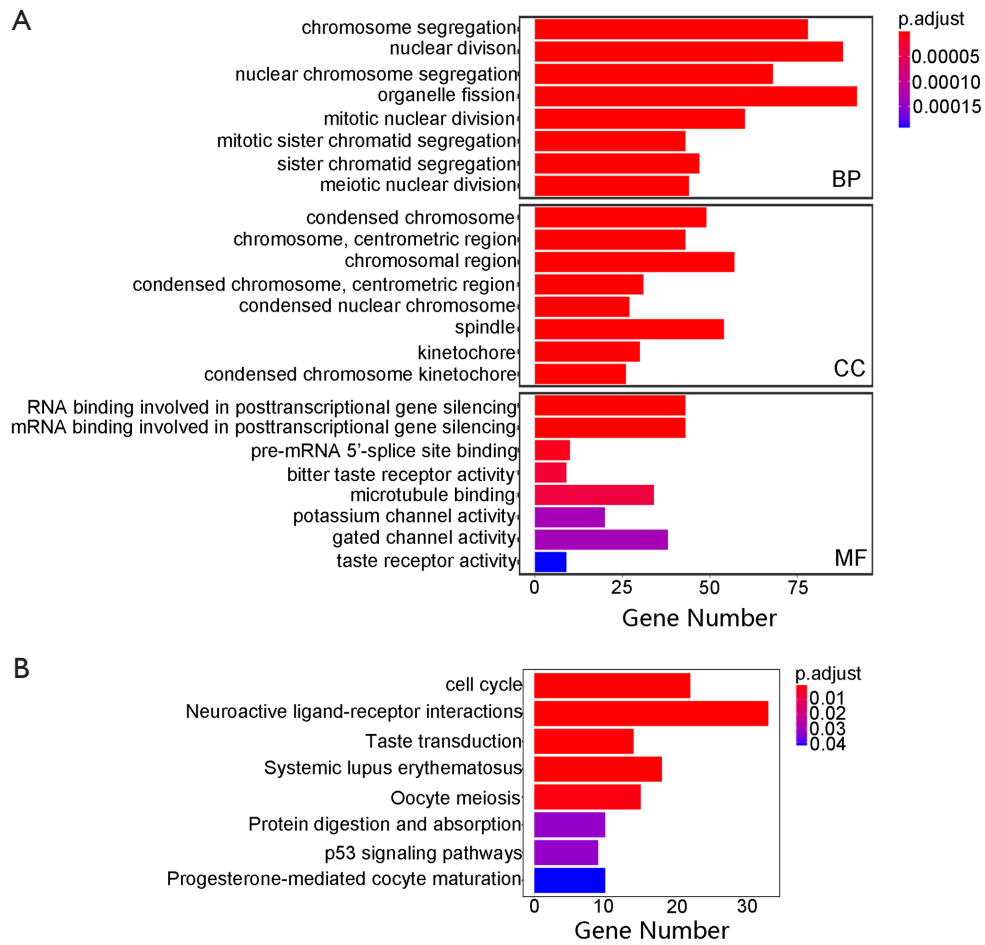 A
chromosome segregation
nuclear divison
nuclear chromosome segregation
organelle fission
mitotic nuclear division
mitotic sister chromatid segregation
sister chromatid segregation
meiotic nuclear division
BP
p.adjust
0.00005
0.00010
0.00015
condensed chromosome
chromosome, centrometric region
chromosomal region
condensed chromosome, centrometric region
condensed nuclear chromosome
spindle
kinetochore
condensed chromosome kinetochore
CC
RNA binding involved in posttranscriptional gene silencing
mRNA binding involved in posttranscriptional gene silencing
pre-mRNA 5’-splice site binding
bitter taste receptor activity
microtubule binding
potassium channel activity
gated channel activity
taste receptor activity
MF
0 25 50 75
Gene Number
B
cell cycle
Neuroactive ligand-receptor interactions
Taste transduction
Systemic lupus erythematosus
Oocyte meiosis
Protein digestion and absorption
p53 signaling pathways
Progesterone-mediated cocyte maturation
p.adjust
0.01
0.02
0.03
0.04
0 10 20 30
Gene Number